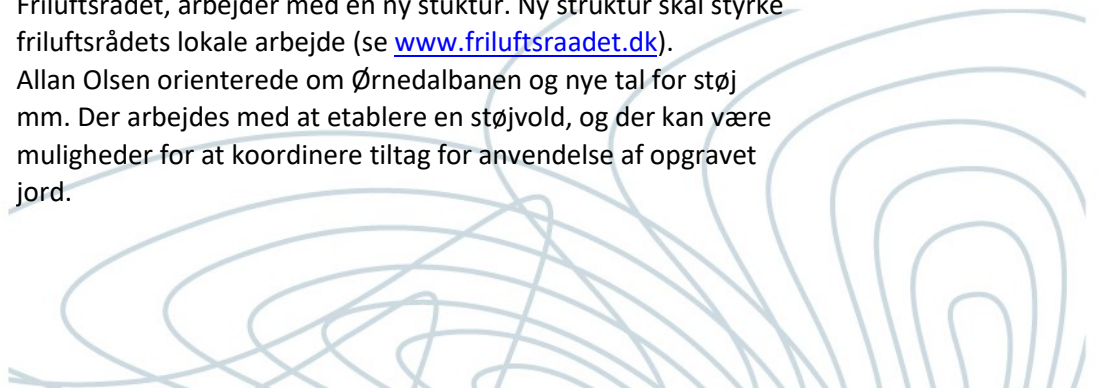 Friluftsrådet, arbejder med en ny stuktur. Ny struktur skal styrke
friluftsrådets lokale arbejde (se www.friluftsraadet.dk).
Allan Olsen orienterede om Ørnedalbanen og nye tal for støj
mm. Der arbejdes med at etablere en støjvold, og der kan være
muligheder for at koordinere tiltag for anvendelse af opgravet
jord.